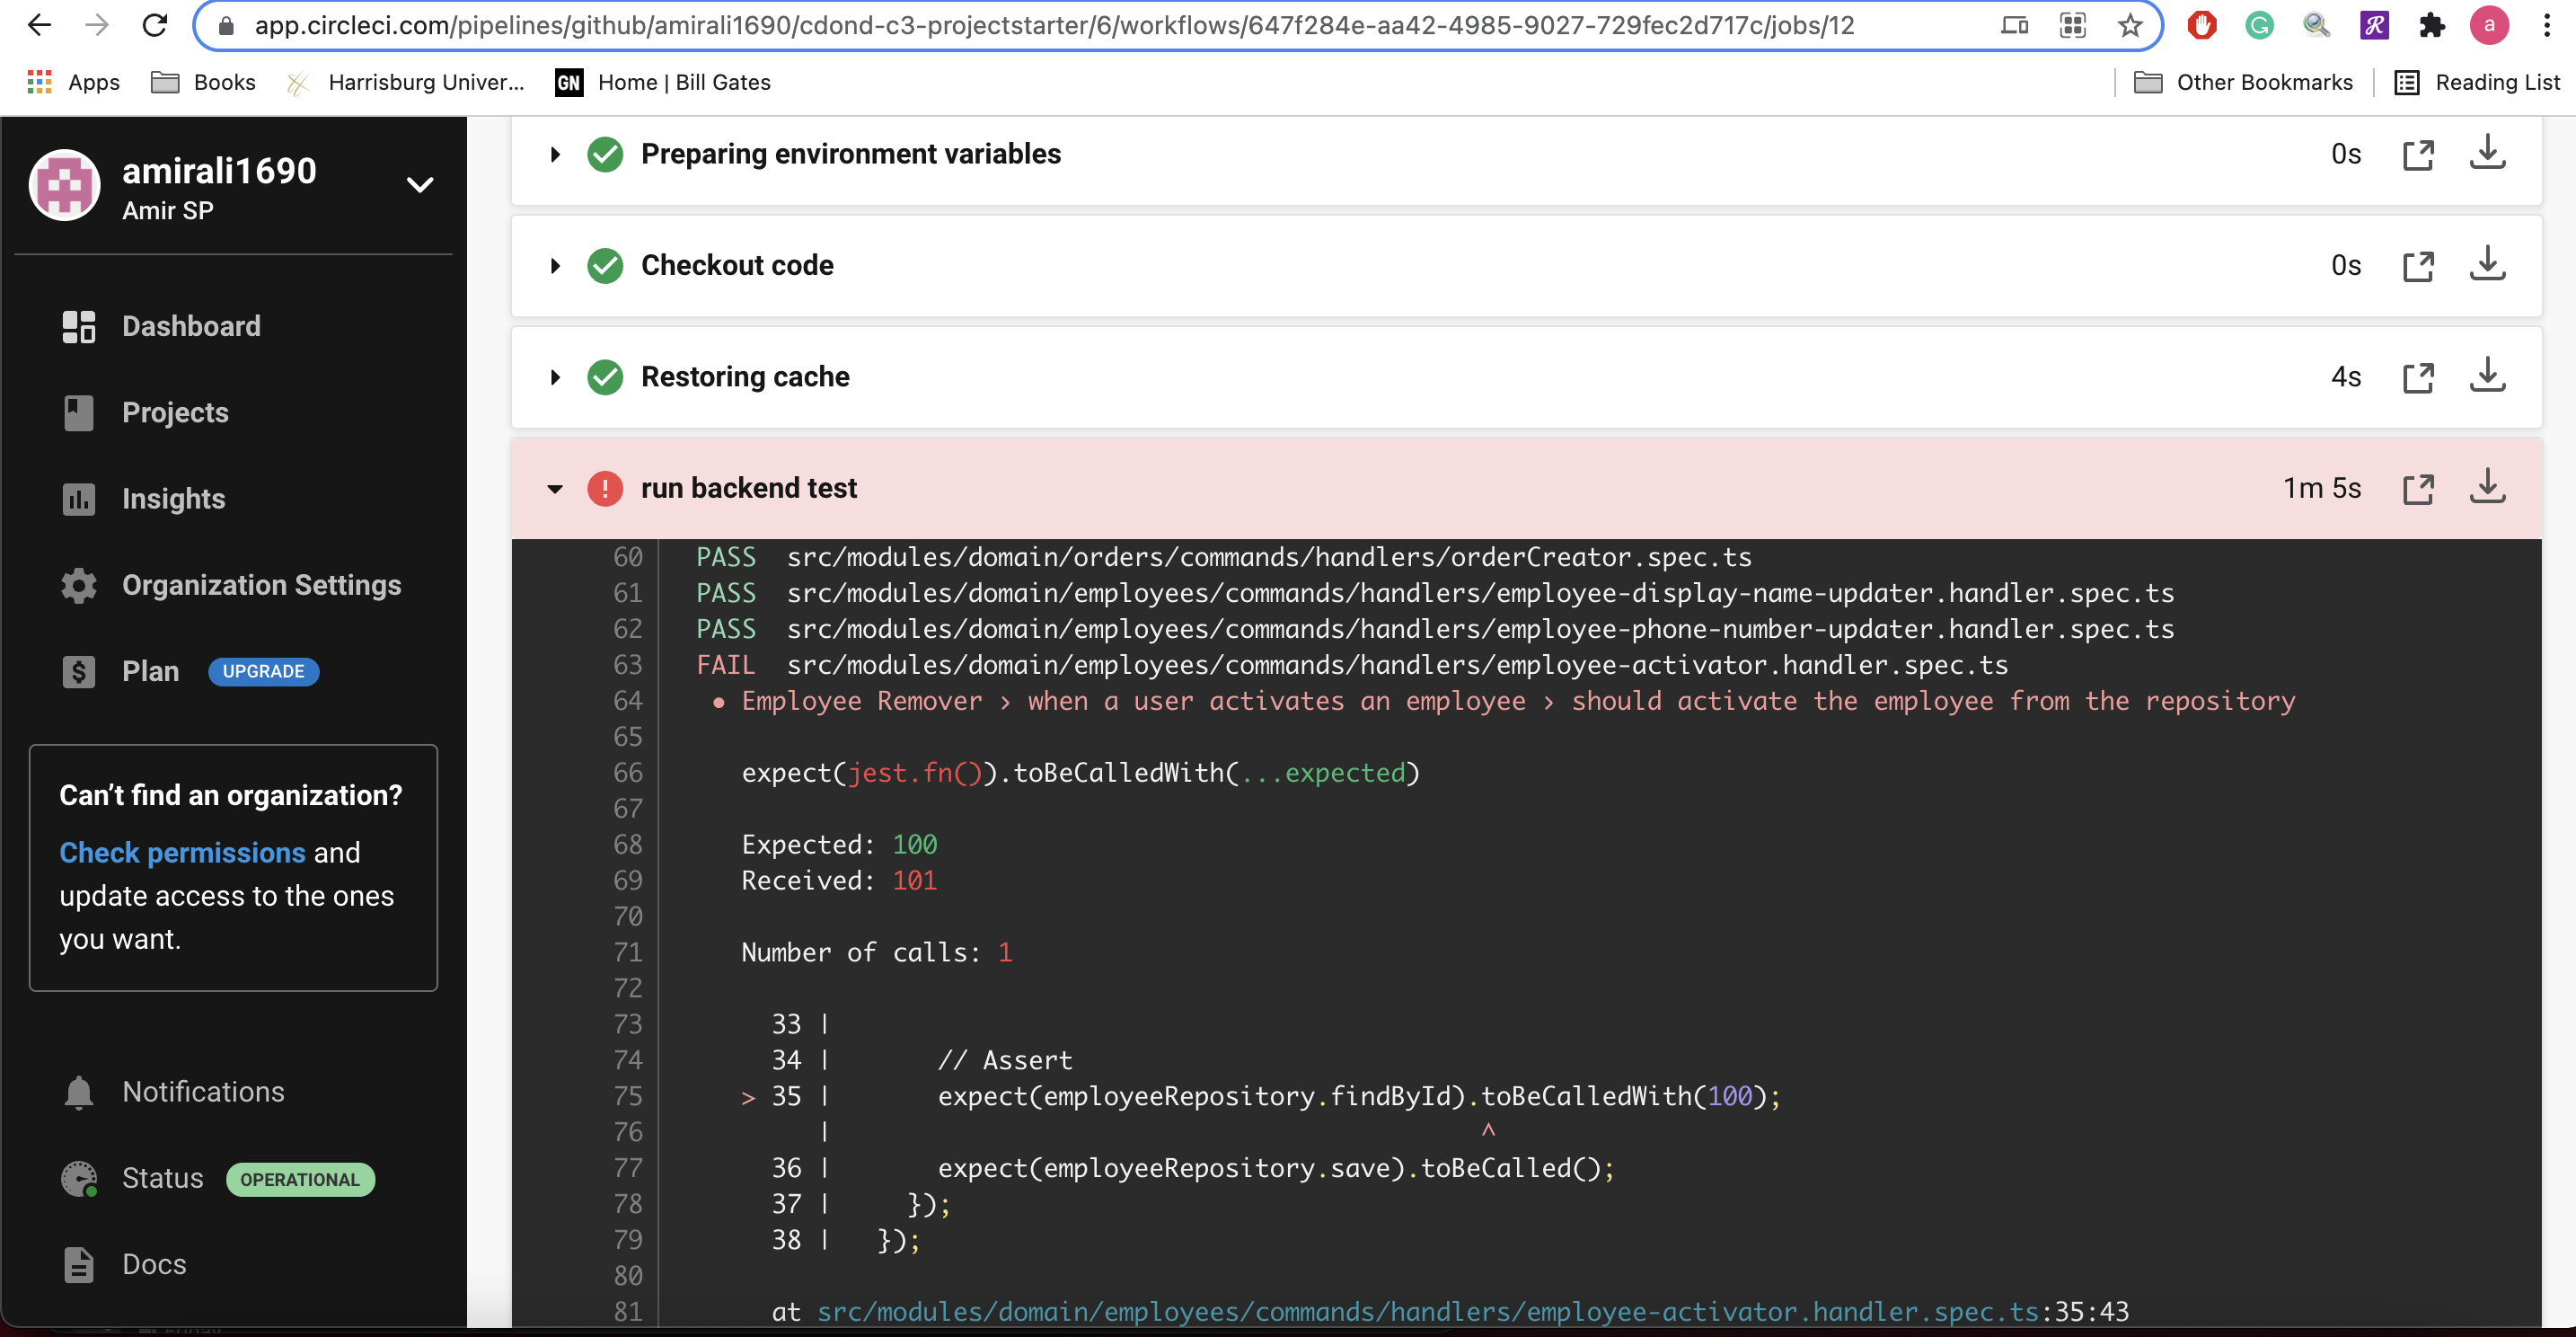 app.circleci.com/pipelines/github/amirali1690/cdond-c3-projectstarter/6/workflows/647f284e-aa42-4985-9027-729fec2d717c/jobs/12
a
Apps
Books
Harrisburg Univer...
GN Home | Bill Gates
Other Bookmarks
Reading List
amirali1690
Amir SP
Dashboard
Projects
Insights
Organization Settings
Plan UPGRADE
Can’t find an organization?
Check permissions and
update access to the ones
you want.
Notifications
Status OPERATIONAL
Docs
Preparing environment variables 0s
Checkout code 0s
Restoring cache 4s
run backend test 1m 5s
60 PASS src/modules/domain/orders/commands/handlers/orderCreator.spec.ts
61 PASS src/modules/domain/employees/commands/handlers/employee-display-name-updater.handler.spec.ts
62 PASS src/modules/domain/employees/commands/handlers/employee-phone-number-updater.handler.spec.ts
63 FAIL src/modules/domain/employees/commands/handlers/employee-activator.handler.spec.ts
64 ● Employee Remover › when a user activates an employee › should activate the employee from the repository
65
66 expect(jest.fn()).toBeCalledWith(...expected)
67
68 Expected: 100
69 Received: 101
70
71 Number of calls: 1
72
73 33 |
74 34 | // Assert
75 > 35 | expect(employeeRepository.findById).toBeCalledWith(100);
76 | ^
77 36 | expect(employeeRepository.save).toBeCalled();
78 37 | });
79 38 | });
80
81 at src/modules/domain/employees/commands/handlers/employee-activator.handler.spec.ts:35:43